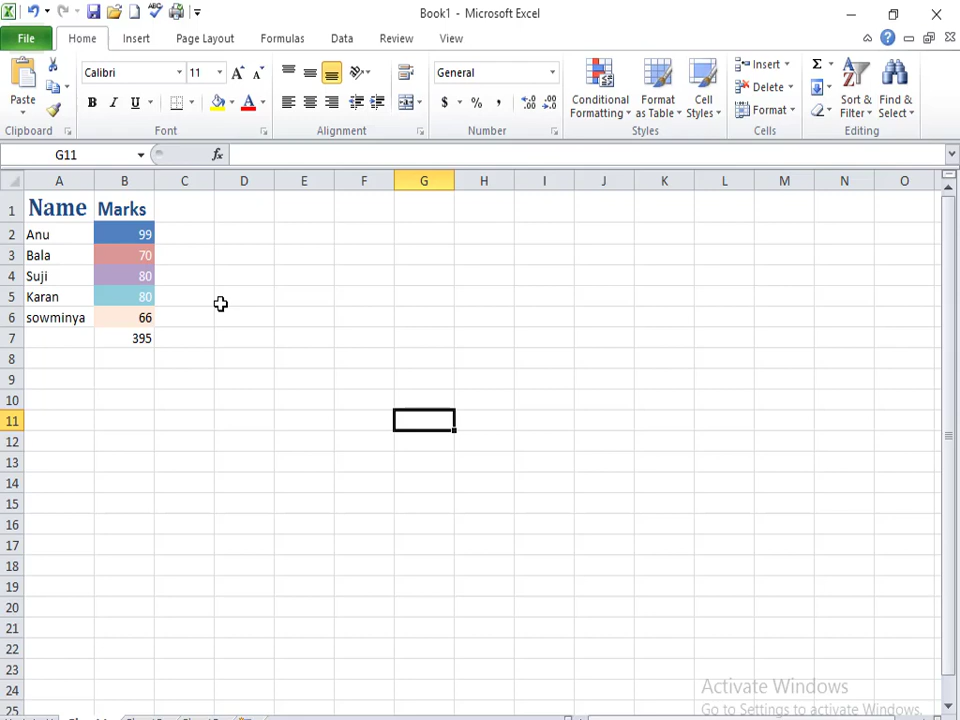 Book1 - Microsoft Excel
File Home Insert Page Layout Formulas Data Review View
Paste Calibri 11 General Conditional Formatting Format as Table Cell Styles Insert Delete Format Sort & Filter Find & Select
Clipboard Font Alignment Number Styles Cells Editing
G11 fx
A B C D E F G H I J K L M N O
1 Name Marks
2 Anu 99
3 Bala 70
4 Suji 80
5 Karan 80
6 sowminya 66
7 395
8
9
10
11
12
13
14
15
16
17
18
19
20
21
22
23
24
25
Activate Windows
Go to Settings to activate Windows.